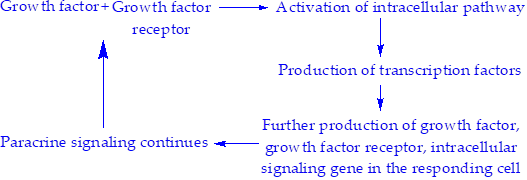 Growth factor + Growth factor
receptor
Activation of intracellular pathway
Production of transcription factors
Further production of growth factor,
growth factor receptor, intracellular
signaling gene in the responding cell
Paracrine signaling continues